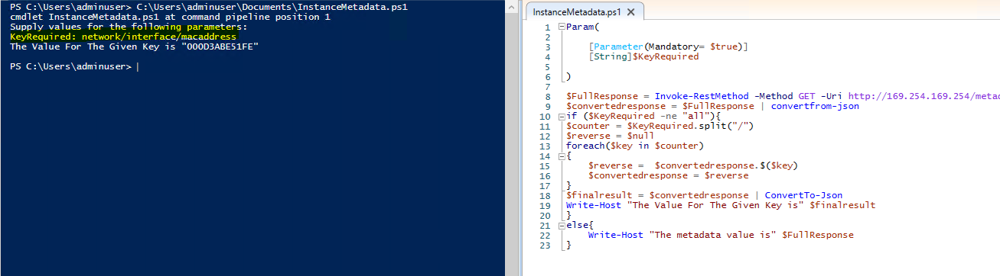 PS C:\Users\adminuser> C:\Users\adminuser\Documents\InstanceMetadata.ps1
cmdlet InstanceMetadata.ps1 at command pipeline position 1
Supply values for the following parameters:
KeyRequired: network/interface/macaddress
The Value For The Given Key is "000D3ABE51FE"
PS C:\Users\adminuser>
InstanceMetadata.ps1
1 Param(
2
3 [Parameter(Mandatory= $true)]
4 [String]$KeyRequired
5
6 )
7
8 $FullResponse = Invoke-RestMethod -Method GET -Uri http://169.254.169.254/metad
9 $convertedresponse = $FullResponse | convertfrom-json
10 if ($KeyRequired -ne "all"){
11 $counter = $KeyRequired.split("/")
12 $reverse = $null
13 foreach($key in $counter)
14 {
15 $reverse =  $convertedresponse.$($key)
16 $convertedresponse = $reverse
17 }
18 $finalresult = $convertedresponse | ConvertTo-Json
19 Write-Host "The Value For The Given Key is" $finalresult
20 }
21 else{
22 Write-Host "The metadata value is" $FullResponse
23 }